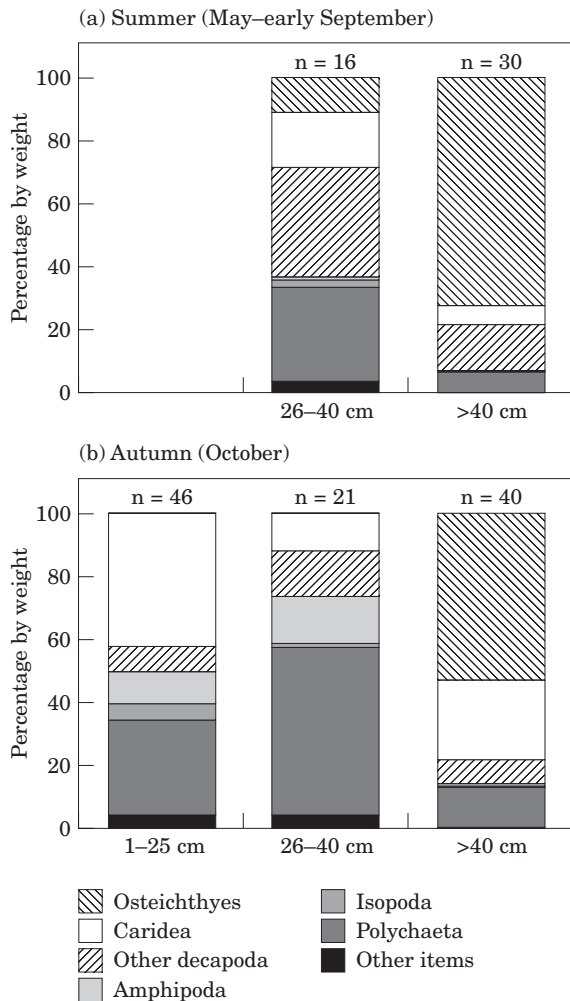 (a) Summer (May–early September)
n = 16 n = 30
100
80
60
40
20
0
Percentage by weight
26–40 cm >40 cm
(b) Autumn (October)
n = 46 n = 21 n = 40
100
80
60
40
20
0
Percentage by weight
1–25 cm 26–40 cm >40 cm
Osteichthyes
Caridea
Other decapoda
Amphipoda
Isopoda
Polychaeta
Other items